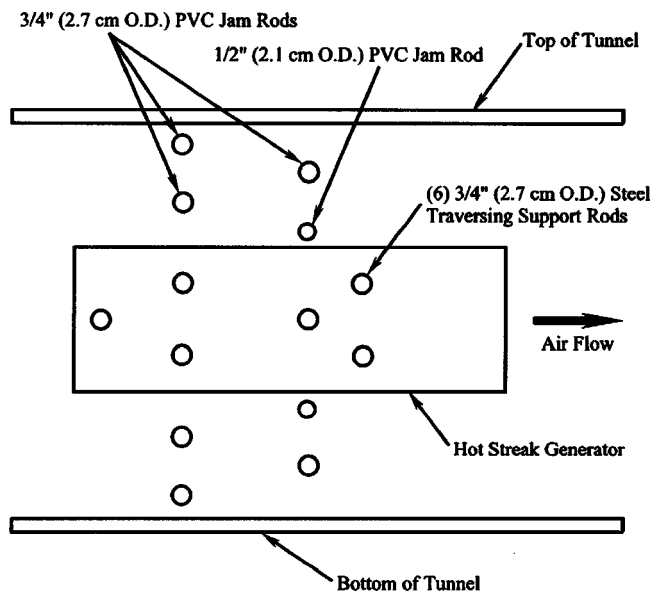 3/4" (2.7 cm O.D.) PVC Jam Rods
1/2" (2.1 cm O.D.) PVC Jam Rod
Top of Tunnel
(6) 3/4" (2.7 cm O.D.) Steel
Traversing Support Rods
Air Flow
Hot Streak Generator
Bottom of Tunnel